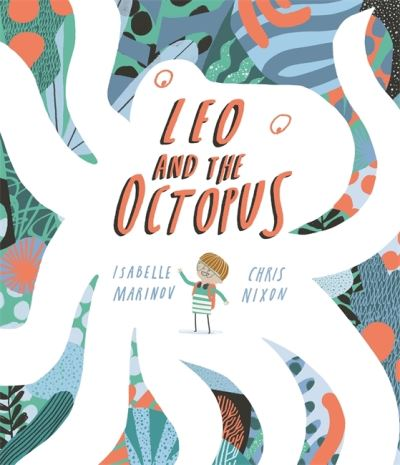 LEO
AND THE
OCTOPUS
ISABELLE
MARINOV
CHRIS
NIXON